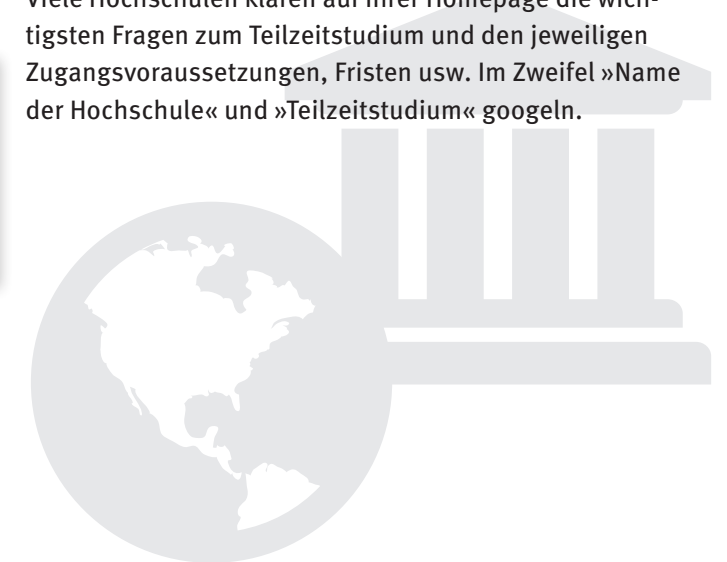 Viele Hochschulen klären auf ihrer Homepage die wich-
tigsten Fragen zum Teilzeitstudium und den jeweiligen
Zugangsvoraussetzungen, Fristen usw. Im Zweifel »Name
der Hochschule« und »Teilzeitstudium« googeln.